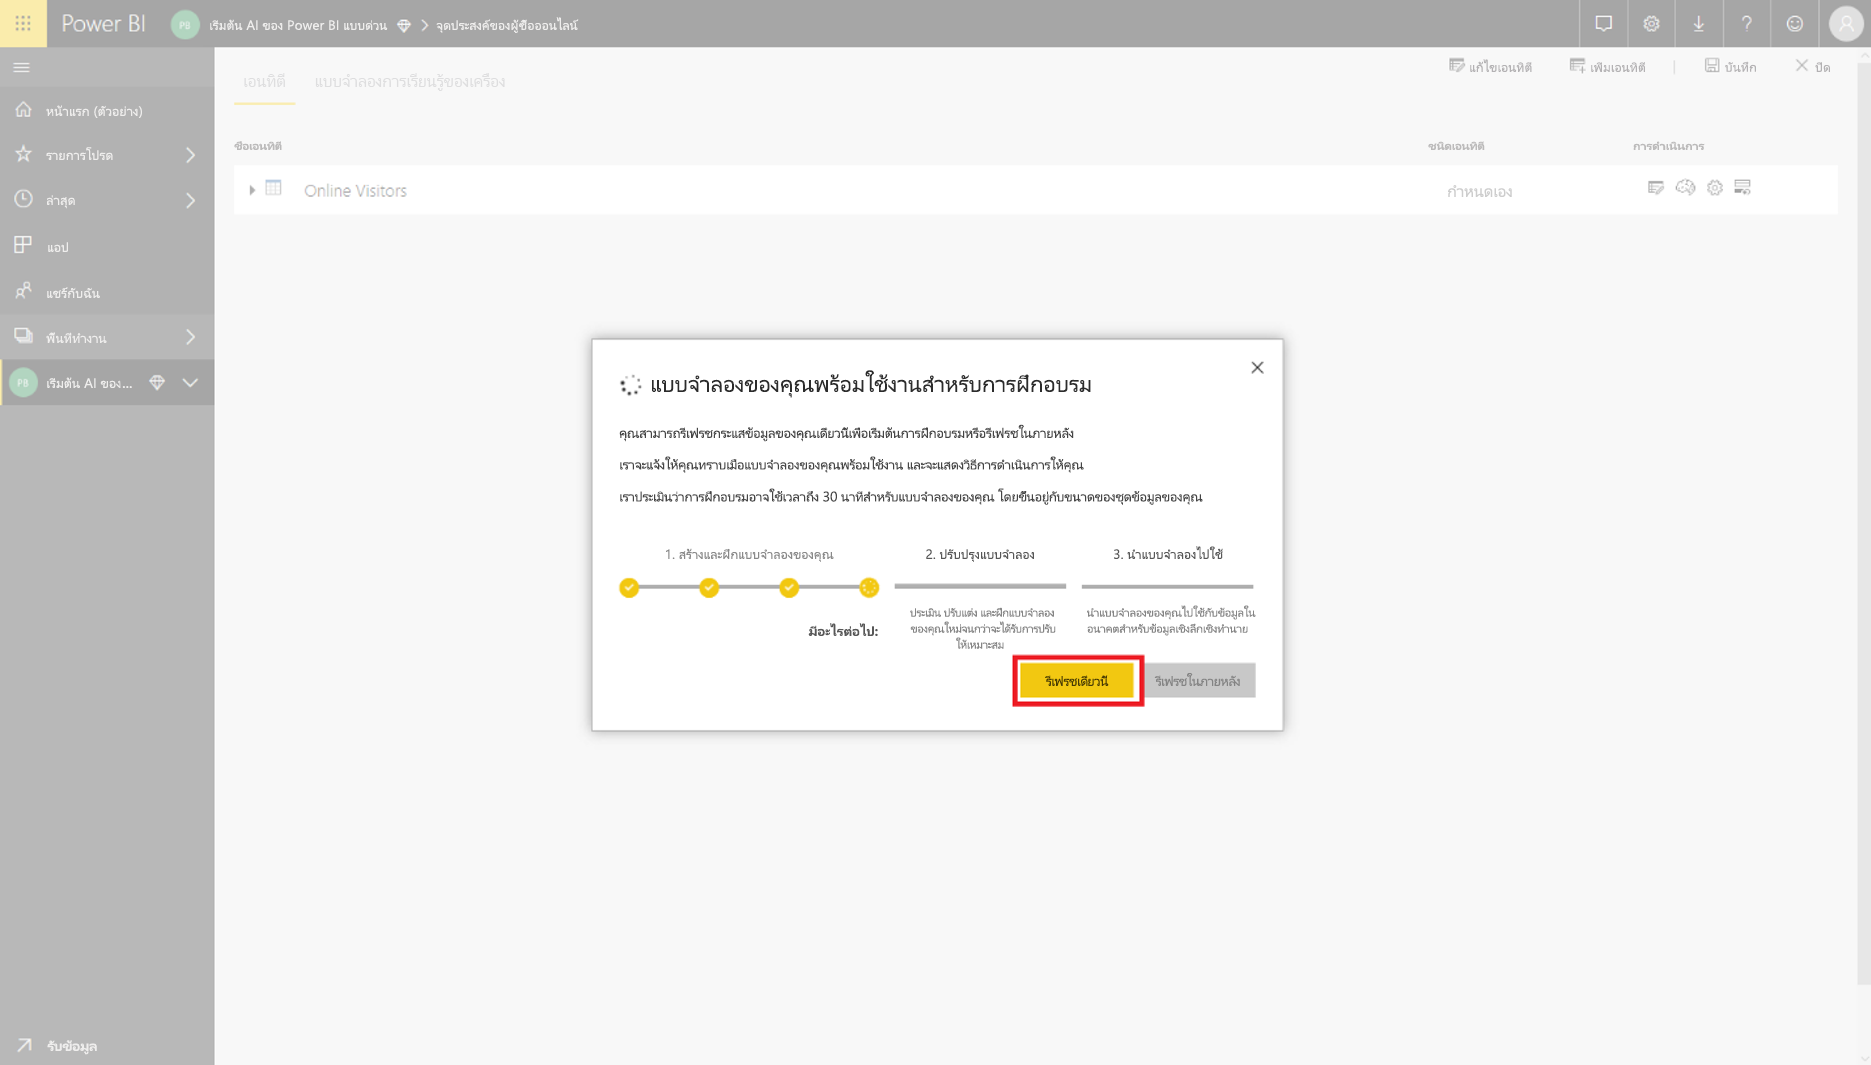 Power BI
PB
เริ่มต้น AI ของ Power BI แบบด่วน
จุดประสงค์ของผู้ซื้อออนไลน์
หน้าแรก (ตัวอย่าง)
รายการโปรด
ล่าสุด
แอป
แชร์กับฉัน
พื้นที่ทำงาน
PB
เริ่มต้น AI ของ...
รับข้อมูล
เอนทิตี
แบบจำลองการเรียนรู้ของเครื่อง
แก้ไขเอนทิตี
เพิ่มเอนทิตี
บันทึก
ปิด
ชื่อเอนทิตี
ชนิดเอนทิตี
การดำเนินการ
Online Visitors
กำหนดเอง
แบบจำลองของคุณพร้อมใช้งานสำหรับการฝึกอบรม
คุณสามารถรีเฟรชกระแสข้อมูลของคุณเดี๋ยวนี้เพื่อเริ่มต้นการฝึกอบรมหรือรีเฟรชในภายหลัง
เราจะแจ้งให้คุณทราบเมื่อแบบจำลองของคุณพร้อมใช้งาน และจะแสดงวิธีการดำเนินการให้คุณ
เราประเมินว่าการฝึกอบรมอาจใช้เวลาถึง 30 นาทีสำหรับแบบจำลองของคุณ โดยขึ้นอยู่กับขนาดของชุดข้อมูลของคุณ
1. สร้างและฝึกแบบจำลองของคุณ
2. ปรับปรุงแบบจำลอง
3. นำแบบจำลองไปใช้
มีอะไรต่อไป:
ประเมิน ปรับแต่ง และฝึกแบบจำลอง
ของคุณใหม่จนกว่าจะได้รับการปรับ
ให้เหมาะสม
นำแบบจำลองของคุณไปใช้กับข้อมูลใน
อนาคตสำหรับข้อมูลเชิงลึกเชิงทำนาย
รีเฟรชเดี๋ยวนี้
รีเฟรชในภายหลัง